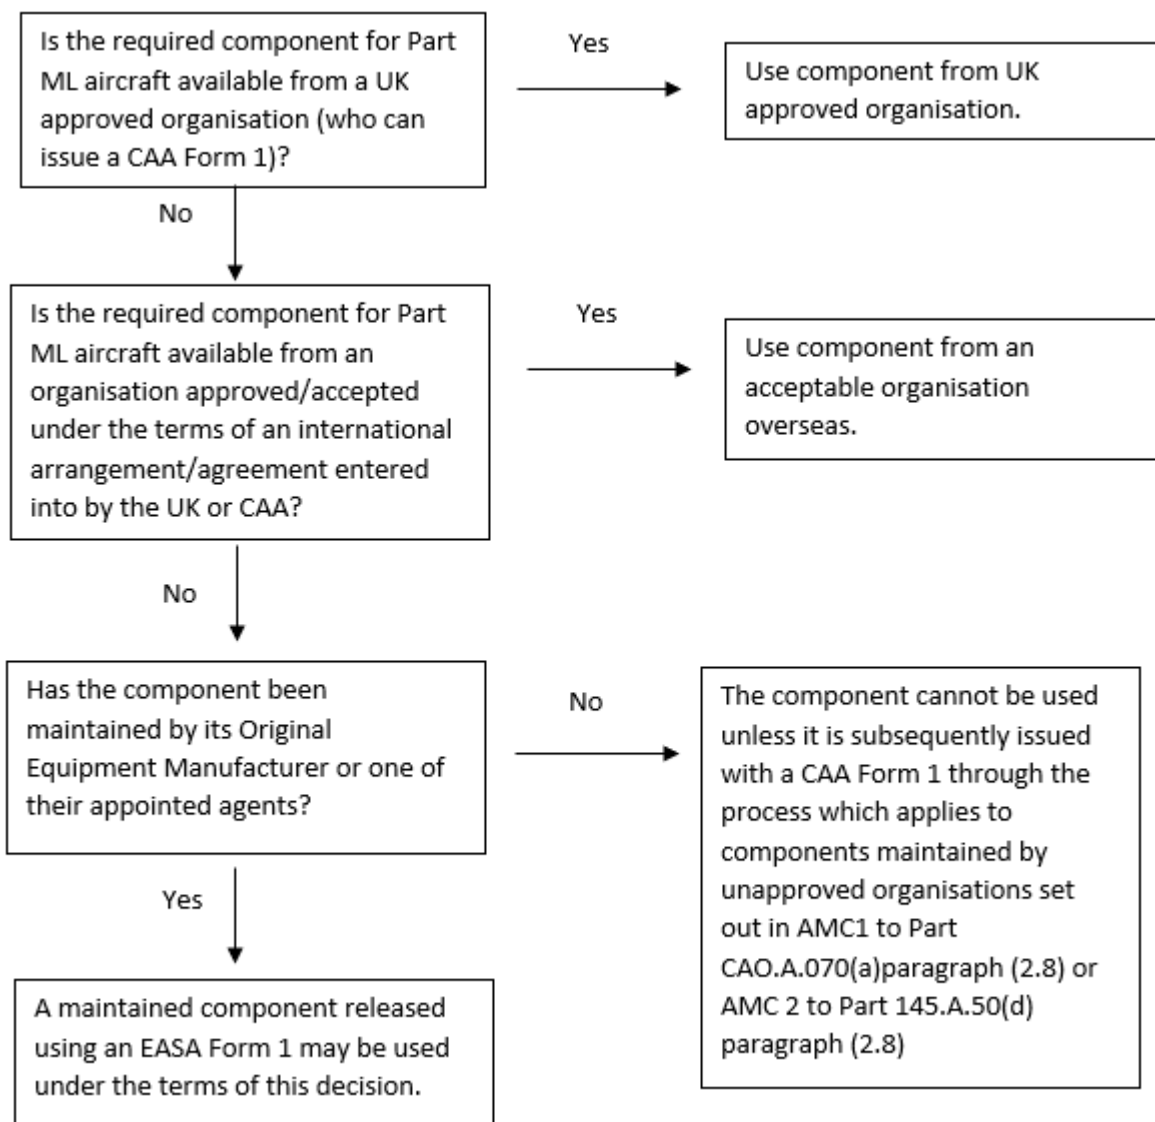 Is the required component for Part
ML aircraft available from a UK
approved organisation (who can
issue a CAA Form 1)?
Yes
Use component from UK
approved organisation.
No
Is the required component for Part
ML aircraft available from an
organisation approved/accepted
under the terms of an international
arrangement/agreement entered
into by the UK or CAA?
Yes
Use component from an
acceptable organisation
overseas.
No
Has the component been
maintained by its Original
Equipment Manufacturer or one of
their appointed agents?
No
The component cannot be used
unless it is subsequently issued
with a CAA Form 1 through the
process which applies to
components maintained by
unapproved organisations set
out in AMC1 to Part
CAO.A.070(a)paragraph (2.8) or
AMC 2 to Part 145.A.50(d)
paragraph (2.8)
Yes
A maintained component released
using an EASA Form 1 may be used
under the terms of this decision.